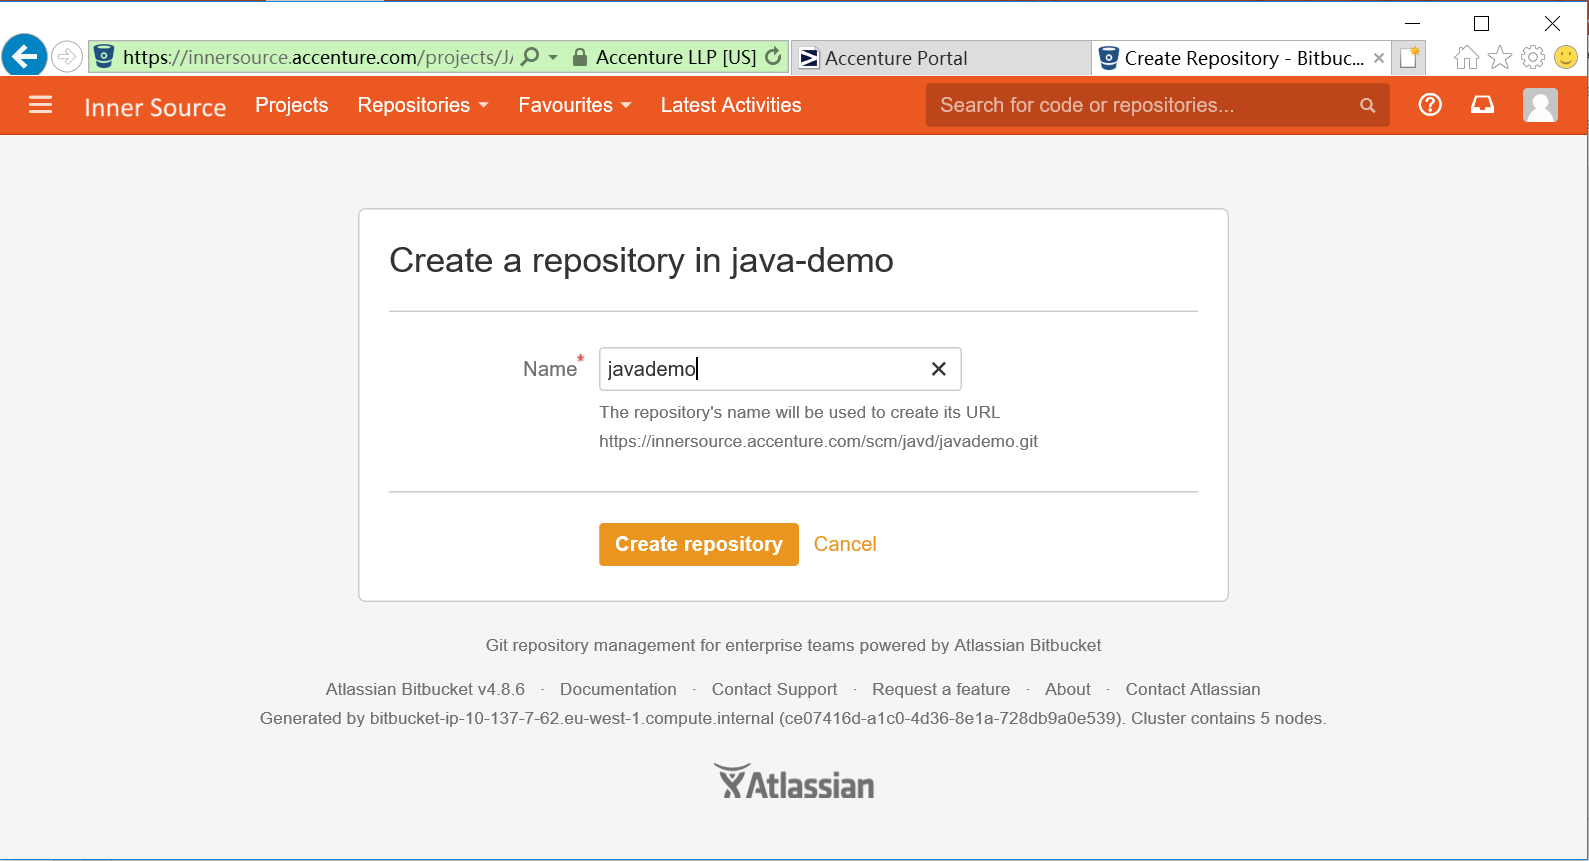 https://innersource.accenture.com/projects/JA Accenture LLP [US] Accenture Portal Create Repository - Bitbuc...
Inner Source Projects Repositories Favourites Latest Activities Search for code or repositories...
Create a repository in java-demo
Name* javademo
The repository's name will be used to create its URL
https://innersource.accenture.com/scm/javd/javademo.git
Create repository Cancel
Git repository management for enterprise teams powered by Atlassian Bitbucket
Atlassian Bitbucket v4.8.6 · Documentation · Contact Support · Request a feature · About · Contact Atlassian
Generated by bitbucket-ip-10-137-7-62.eu-west-1.compute.internal (ce07416d-a1c0-4d36-8e1a-728db9a0e539). Cluster contains 5 nodes.
Atlassian